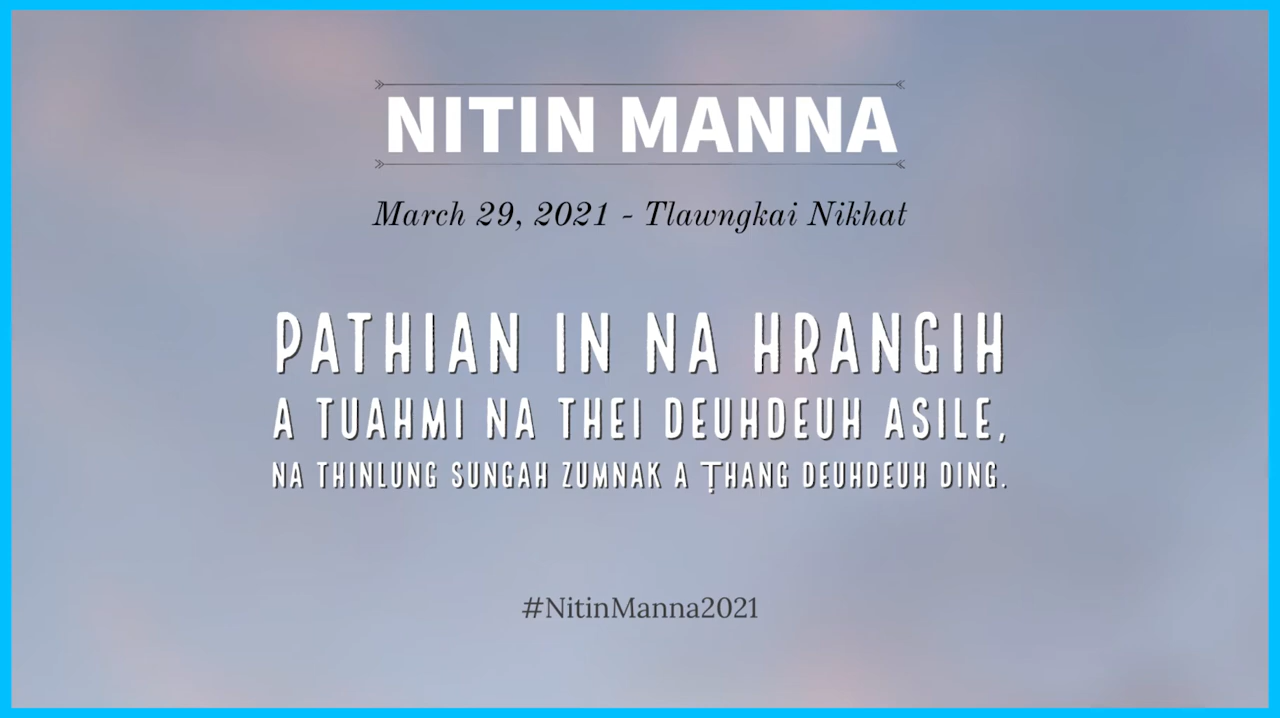 NITIN MANNA
March 29, 2021 - Tlawngkai Nikhat
PATHIAN IN NA HRANGIH
A TUAHMI NA THEI DEUHDEUH ASILE,
NA THINLUNG SUNGAH ZUMNAK A ṬHANG DEUHDEUH DING.
#NitinManna2021